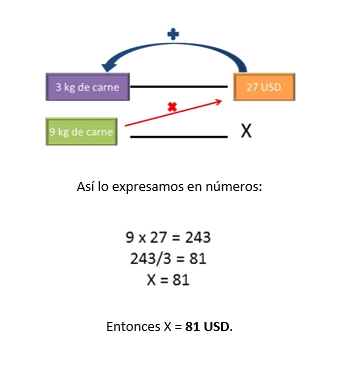 3 kg de carne 27 USD
9 kg de carne X
Así lo expresamos en números:
9 x 27 = 243
243/3 = 81
X = 81
Entonces X = 81 USD.